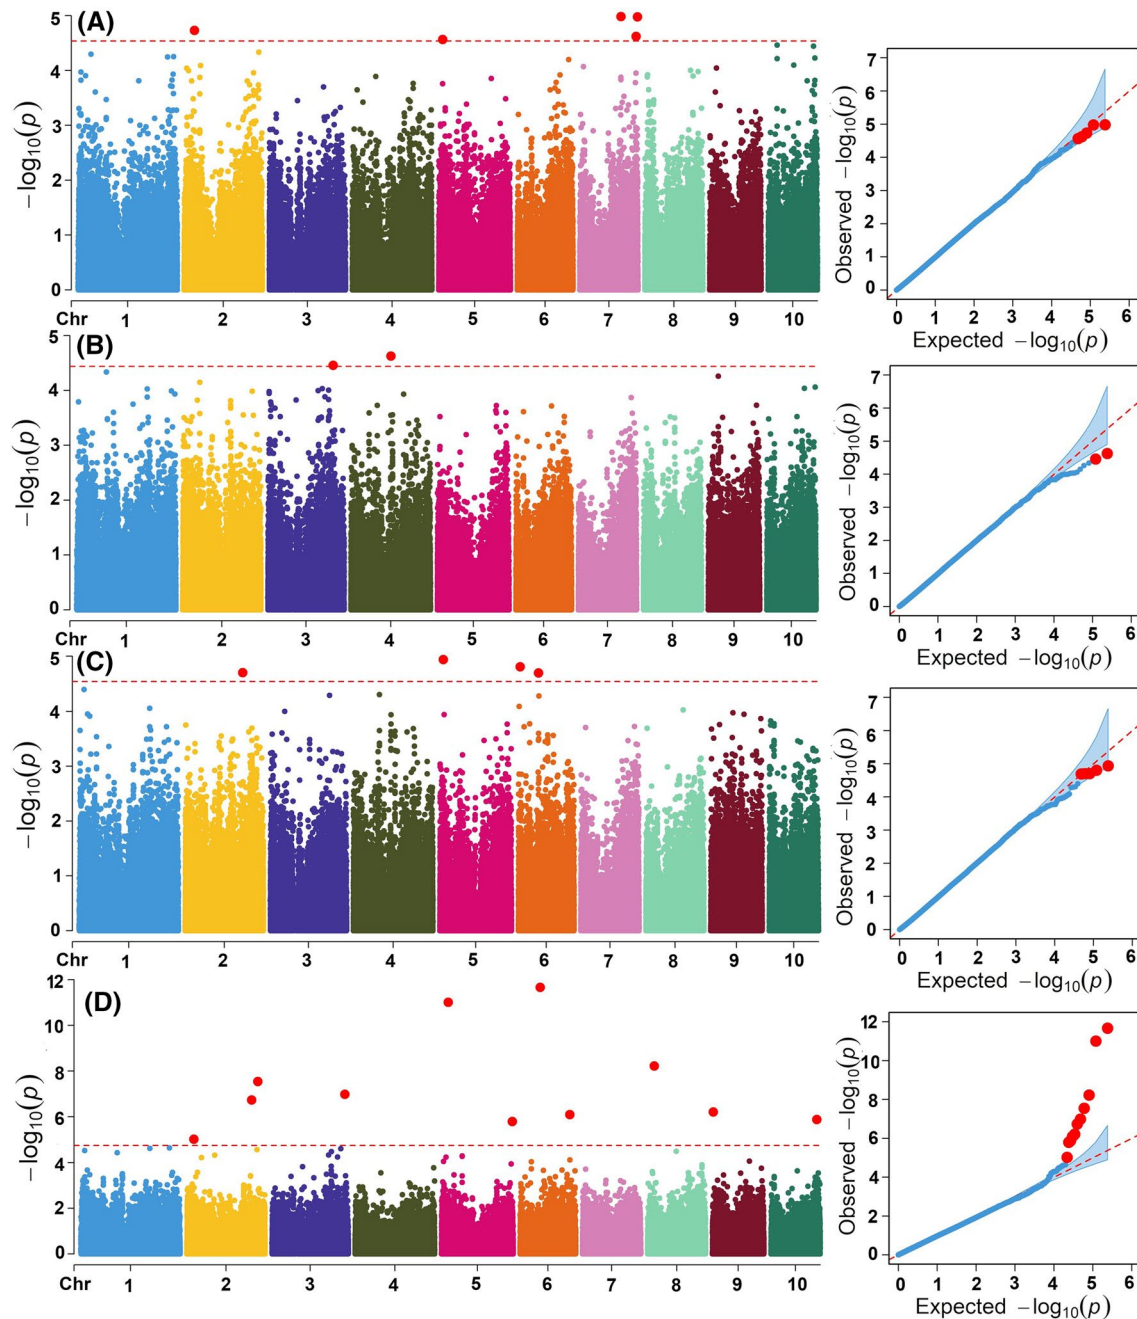 (A)
−log₁₀(p)
5
4
3
2
1
0
Chr 1 2 3 4 5 6 7 8 9 10
Observed −log₁₀(p)
7
6
5
4
3
2
1
0
0 1 2 3 4 5 6
Expected −log₁₀(p)
(B)
−log₁₀(p)
5
4
3
2
1
0
Chr 1 2 3 4 5 6 7 8 9 10
Observed −log₁₀(p)
7
6
5
4
3
2
1
0
0 1 2 3 4 5 6
Expected −log₁₀(p)
(C)
−log₁₀(p)
5
4
3
2
1
0
Chr 1 2 3 4 5 6 7 8 9 10
Observed −log₁₀(p)
7
6
5
4
3
2
1
0
0 1 2 3 4 5 6
Expected −log₁₀(p)
(D)
−log₁₀(p)
12
10
8
6
4
2
0
Chr 1 2 3 4 5 6 7 8 9 10
Observed −log₁₀(p)
12
10
8
6
4
2
0
0 1 2 3 4 5 6
Expected −log₁₀(p)